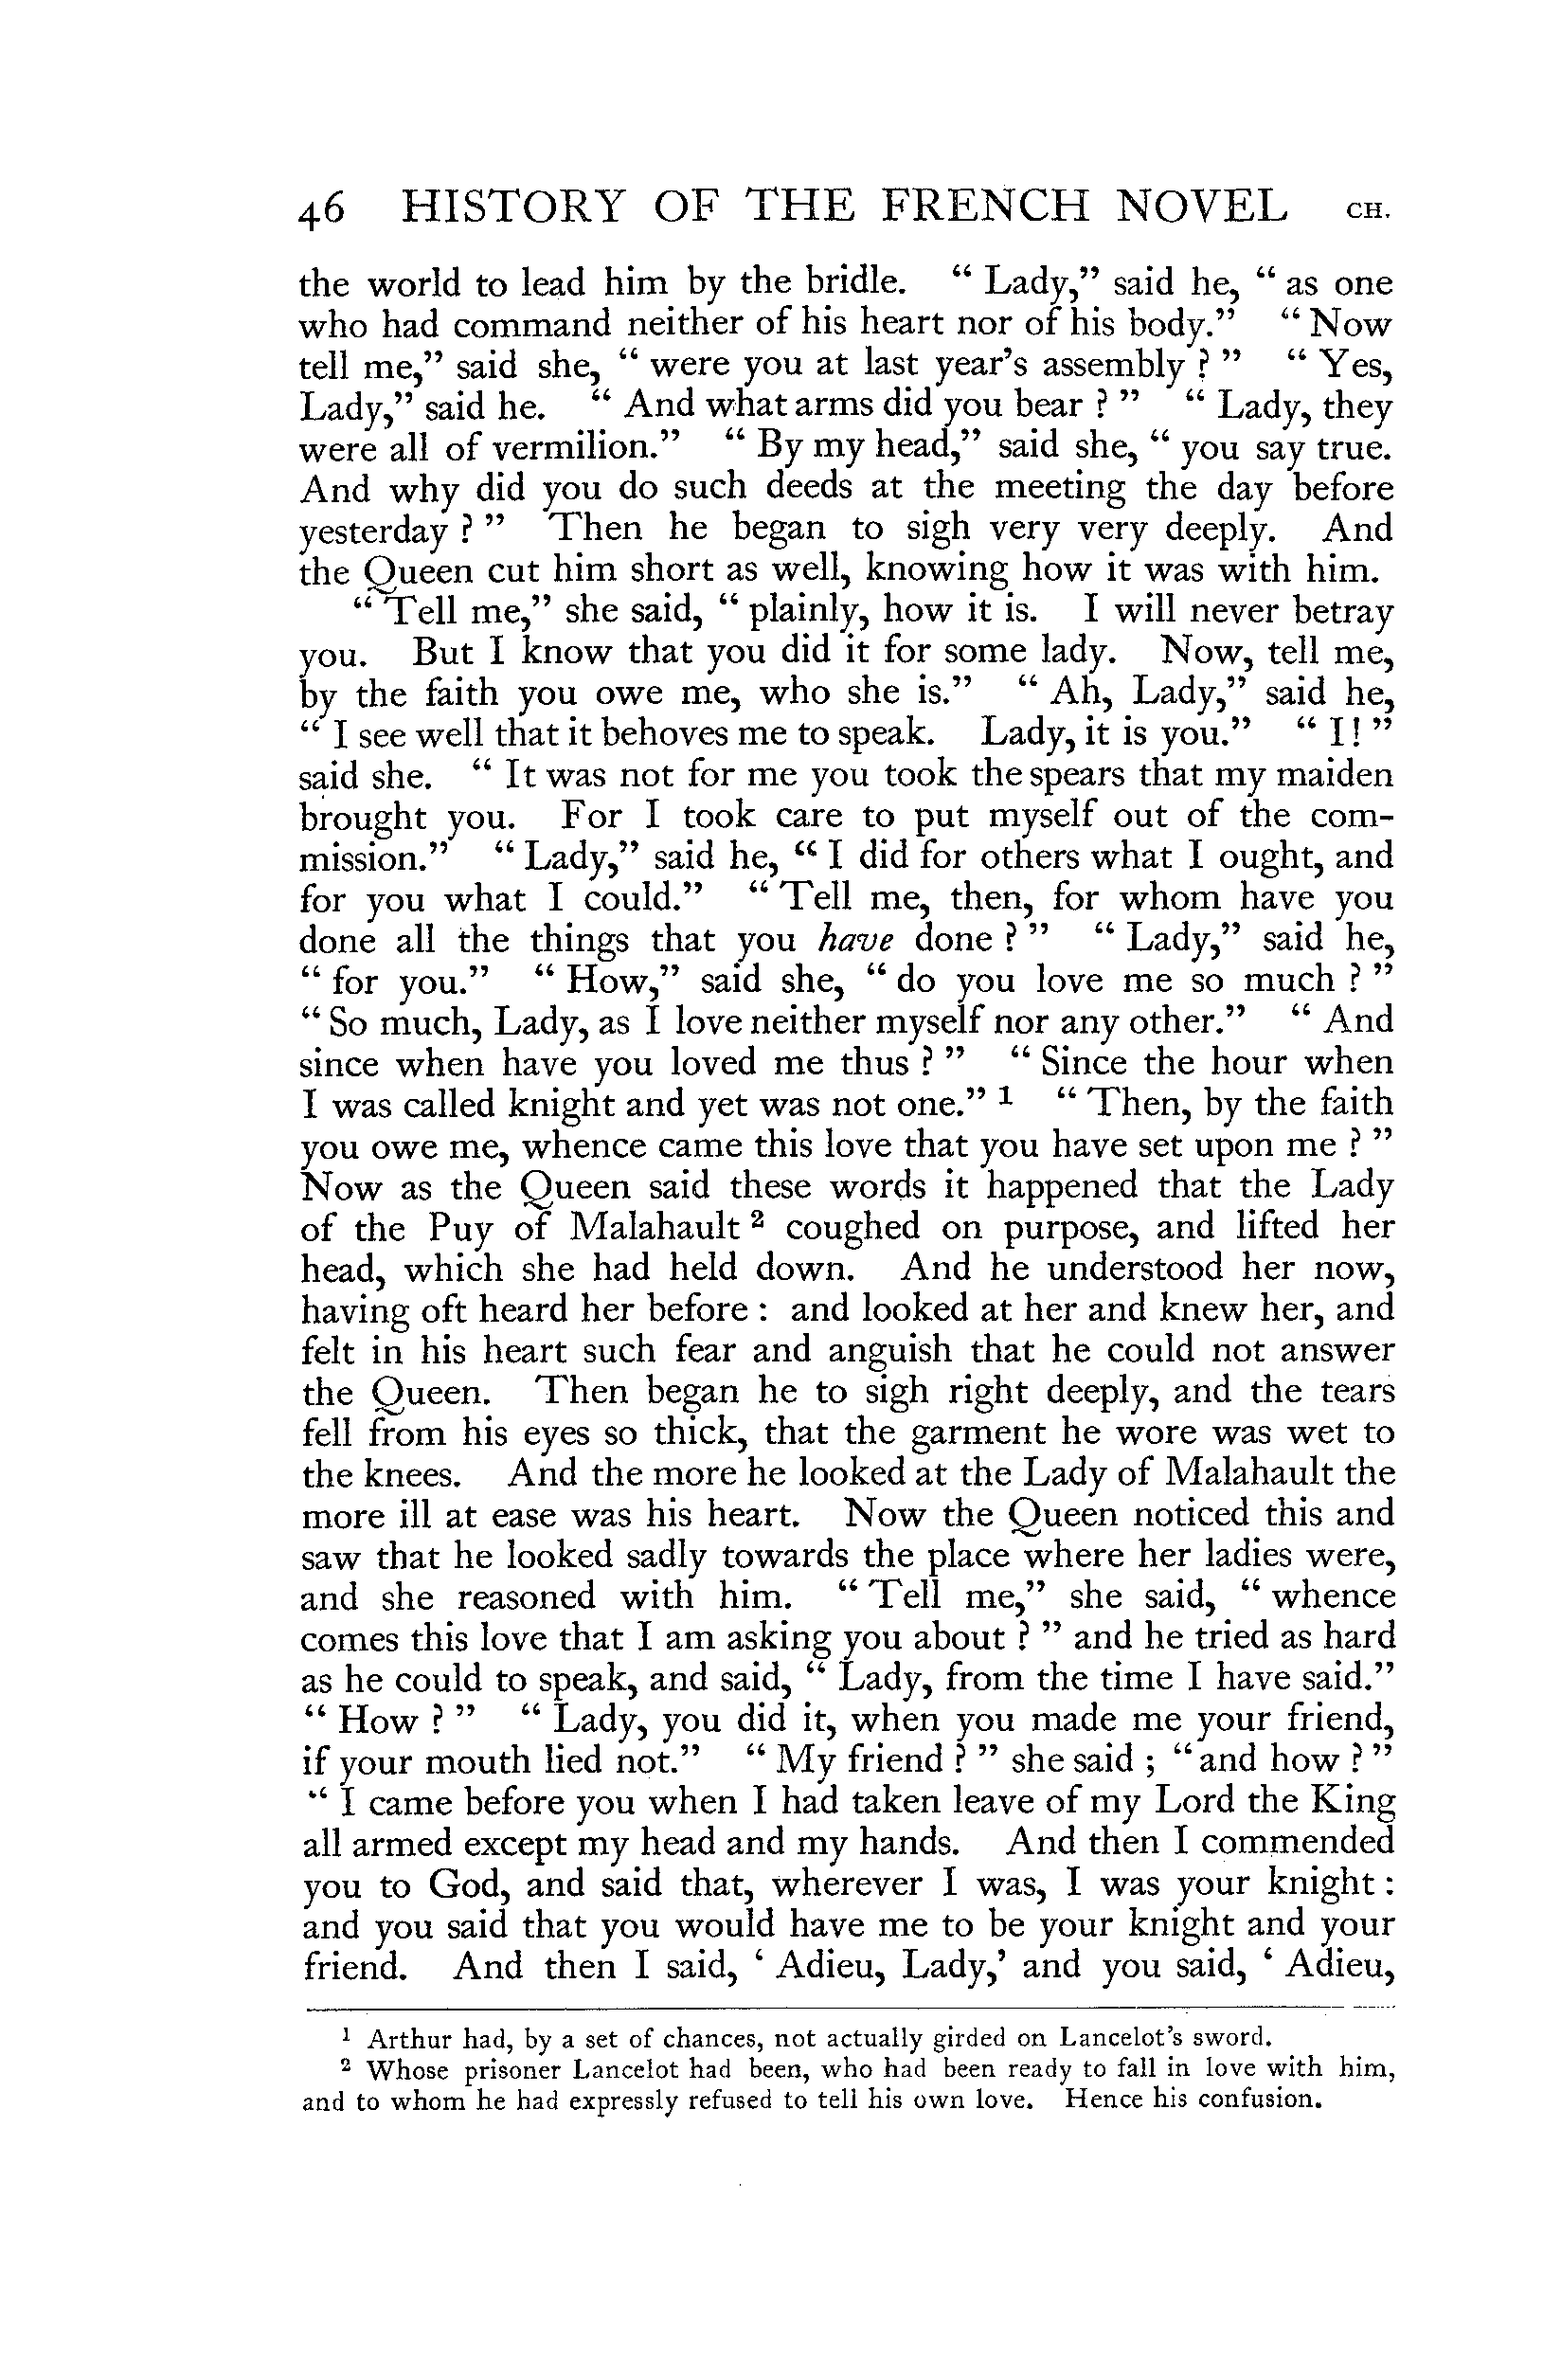 46 HISTORY OF THE FRENCH NOVEL CH.
the world to lead him by the bridle. “ Lady,” said he, “ as one
who had command neither of his heart nor of his body.” “ Now
tell me,” said she, “ were you at last year’s assembly ? ” “ Yes,
Lady,” said he. “ And what arms did you bear ? ” “ Lady, they
were all of vermilion.” “ By my head,” said she, “ you say true.
And why did you do such deeds at the meeting the day before
yesterday ? ” Then he began to sigh very very deeply. And
the Queen cut him short as well, knowing how it was with him.
“ Tell me,” she said, “ plainly, how it is. I will never betray
you. But I know that you did it for some lady. Now, tell me,
by the faith you owe me, who she is.” “ Ah, Lady,” said he,
“ I see well that it behoves me to speak. Lady, it is you.” “ I! ”
said she. “ It was not for me you took the spears that my maiden
brought you. For I took care to put myself out of the com-
mission.” “ Lady,” said he, “ I did for others what I ought, and
for you what I could.” “ Tell me, then, for whom have you
done all the things that you have done ? ” “ Lady,” said he,
“ for you.” “ How,” said she, “ do you love me so much ? ”
“ So much, Lady, as I love neither myself nor any other.” “ And
since when have you loved me thus ? ” “ Since the hour when
I was called knight and yet was not one.” 1 “ Then, by the faith
you owe me, whence came this love that you have set upon me ? ”
Now as the Queen said these words it happened that the Lady
of the Puy of Malahault 2 coughed on purpose, and lifted her
head, which she had held down. And he understood her now,
having oft heard her before : and looked at her and knew her, and
felt in his heart such fear and anguish that he could not answer
the Queen. Then began he to sigh right deeply, and the tears
fell from his eyes so thick, that the garment he wore was wet to
the knees. And the more he looked at the Lady of Malahault the
more ill at ease was his heart. Now the Queen noticed this and
saw that he looked sadly towards the place where her ladies were,
and she reasoned with him. “ Tell me,” she said, “ whence
comes this love that I am asking you about ? ” and he tried as hard
as he could to speak, and said, “ Lady, from the time I have said.”
“ How ? ” “ Lady, you did it, when you made me your friend,
if your mouth lied not.” “ My friend ? ” she said ; “ and how ? ”
“ I came before you when I had taken leave of my Lord the King
all armed except my head and my hands. And then I commended
you to God, and said that, wherever I was, I was your knight :
and you said that you would have me to be your knight and your
friend. And then I said, ‘ Adieu, Lady,’ and you said, ‘ Adieu,
1 Arthur had, by a set of chances, not actually girded on Lancelot’s sword.
2 Whose prisoner Lancelot had been, who had been ready to fall in love with him,
and to whom he had expressly refused to tell his own love. Hence his confusion.